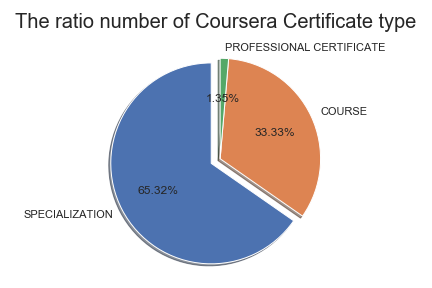 The ratio number of Coursera Certificate type
PROFESSIONAL CERTIFICATE
1.35%
COURSE
33.33%
65.32%
SPECIALIZATION